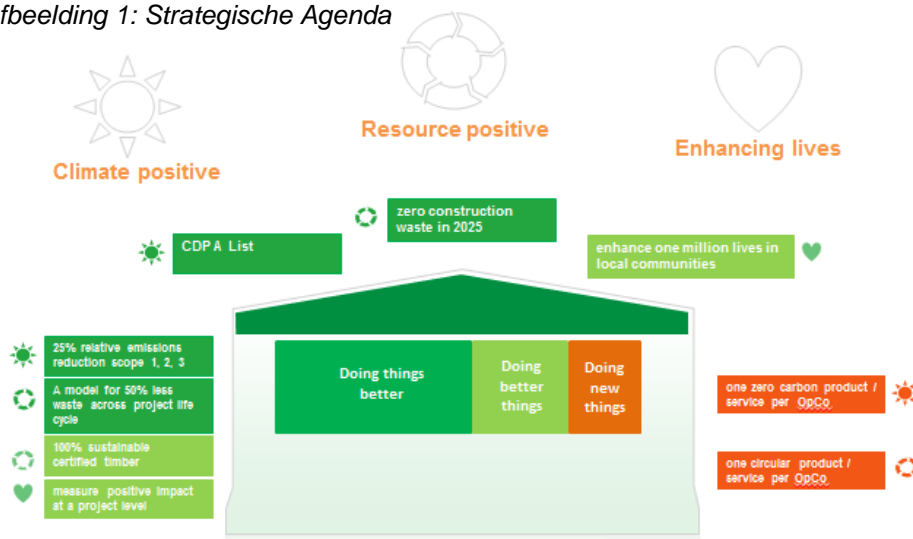 fbeelding 1: Strategische Agenda
Resource positive
Enhancing lives
Climate positive
zero construction
waste in 2025
CDPA List
enhance one million lives in
local communities
25% relative emissions
reduction scope 1, 2, 3
A model for 50% less
waste across project life
cycle
100% sustainable
certified timber
measure positive impact
at a project level
Doing things
better
Doing
better
things
Doing
new
things
one zero carbon product /
service per OpCo
one circular product /
service per OpCo